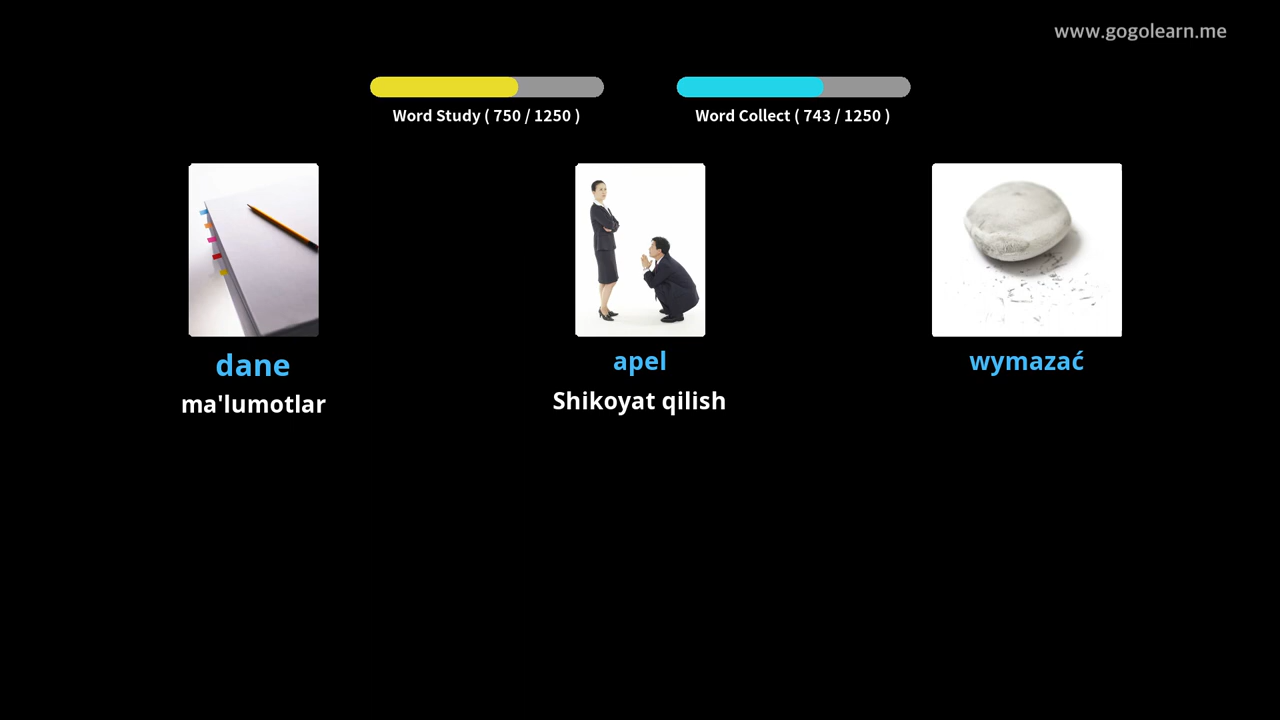 www.gogolearn.me
Word Study ( 750 / 1250 )
Word Collect ( 743 / 1250 )
dane
ma'lumotlar
apel
Shikoyat qilish
wymazać